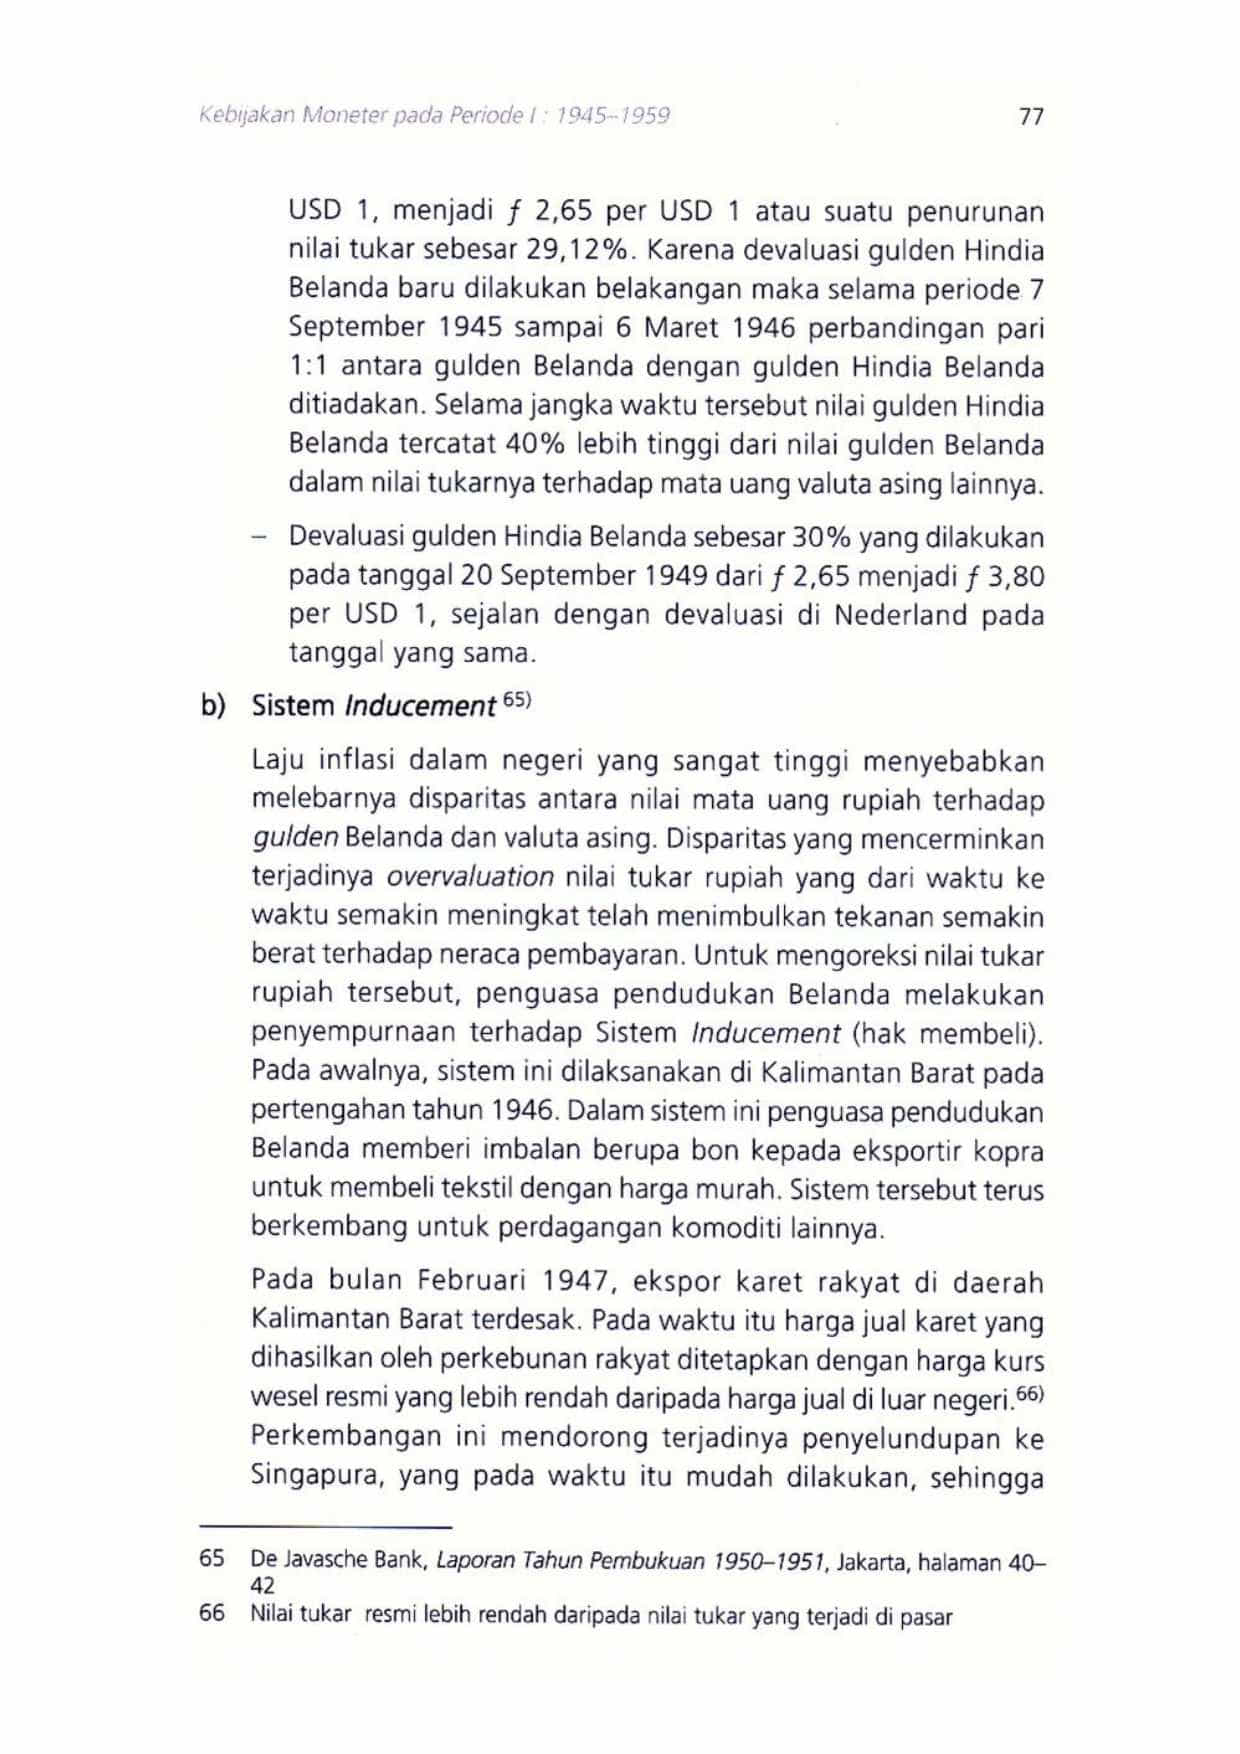 Kebijakan Moneter pada Periode I : 1945–1959 77
USD 1, menjadi ƒ 2,65 per USD 1 atau suatu penurunan
nilai tukar sebesar 29,12%. Karena devaluasi gulden Hindia
Belanda baru dilakukan belakangan maka selama periode 7
September 1945 sampai 6 Maret 1946 perbandingan pari
1:1 antara gulden Belanda dengan gulden Hindia Belanda
ditiadakan. Selama jangka waktu tersebut nilai gulden Hindia
Belanda tercatat 40% lebih tinggi dari nilai gulden Belanda
dalam nilai tukarnya terhadap mata uang valuta asing lainnya.
– Devaluasi gulden Hindia Belanda sebesar 30% yang dilakukan
pada tanggal 20 September 1949 dari ƒ 2,65 menjadi ƒ 3,80
per USD 1, sejalan dengan devaluasi di Nederland pada
tanggal yang sama.
b) Sistem Inducement 65)
Laju inflasi dalam negeri yang sangat tinggi menyebabkan
melebarnya disparitas antara nilai mata uang rupiah terhadap
gulden Belanda dan valuta asing. Disparitas yang mencerminkan
terjadinya overvaluation nilai tukar rupiah yang dari waktu ke
waktu semakin meningkat telah menimbulkan tekanan semakin
berat terhadap neraca pembayaran. Untuk mengoreksi nilai tukar
rupiah tersebut, penguasa pendudukan Belanda melakukan
penyempurnaan terhadap Sistem Inducement (hak membeli).
Pada awalnya, sistem ini dilaksanakan di Kalimantan Barat pada
pertengahan tahun 1946. Dalam sistem ini penguasa pendudukan
Belanda memberi imbalan berupa bon kepada eksportir kopra
untuk membeli tekstil dengan harga murah. Sistem tersebut terus
berkembang untuk perdagangan komoditi lainnya.
Pada bulan Februari 1947, ekspor karet rakyat di daerah
Kalimantan Barat terdesak. Pada waktu itu harga jual karet yang
dihasilkan oleh perkebunan rakyat ditetapkan dengan harga kurs
wesel resmi yang lebih rendah daripada harga jual di luar negeri.66)
Perkembangan ini mendorong terjadinya penyelundupan ke
Singapura, yang pada waktu itu mudah dilakukan, sehingga
65 De Javasche Bank, Laporan Tahun Pembukuan 1950–1951, Jakarta, halaman 40–
42
66 Nilai tukar resmi lebih rendah daripada nilai tukar yang terjadi di pasar